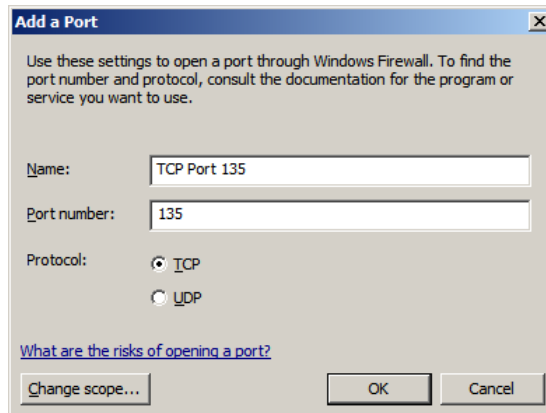 Add a Port
Use these settings to open a port through Windows Firewall. To find the
port number and protocol, consult the documentation for the program or
service you want to use.
Name: TCP Port 135
Port number: 135
Protocol: TCP
UDP
What are the risks of opening a port?
Change scope... OK Cancel